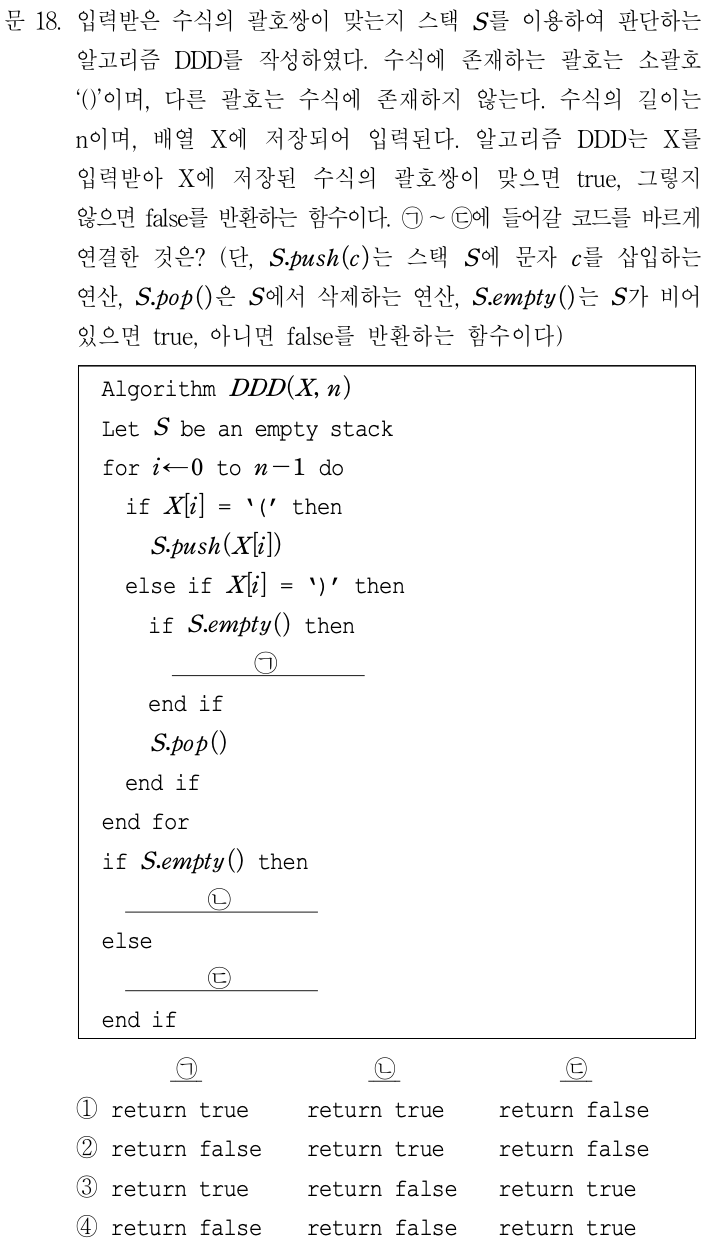 문 18. 입력받은 수식의 괄호쌍이 맞는지 스택 S를 이용하여 판단하는
알고리즘 DDD를 작성하였다. 수식에 존재하는 괄호는 소괄호
‘()’이며, 다른 괄호는 수식에 존재하지 않는다. 수식의 길이는
n이며, 배열 X에 저장되어 입력된다. 알고리즘 DDD는 X를
입력받아 X에 저장된 수식의 괄호쌍이 맞으면 true, 그렇지
않으면 false를 반환하는 함수이다. ㉠～㉢에 들어갈 코드를 바르게
연결한 것은? (단, S.push(c)는 스택 S에 문자 c를 삽입하는
연산, S.pop()은 S에서 삭제하는 연산, S.empty()는 S가 비어
있으면 true, 아니면 false를 반환하는 함수이다)
Algorithm DDD(X, n)
Let S be an empty stack
for i←0 to n−1 do
if X[i] = ‘(’ then
S.push(X[i])
else if X[i] = ‘)’ then
if S.empty() then
㉠
end if
S.pop()
end if
end for
if S.empty() then
㉡
else
㉢
end if
㉠ ㉡ ㉢
① return true return true return false
② return false return true return false
③ return true return false return true
④ return false return false return true